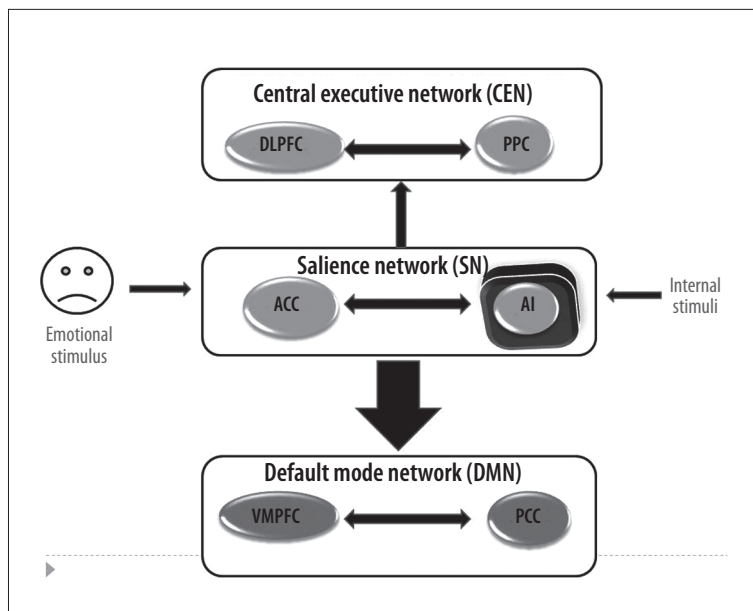 Central executive network (CEN)
DLPFC
PPC
Salience network (SN)
ACC
AI
Emotional
stimulus
Internal
stimuli
Default mode network (DMN)
VMPFC
PCC